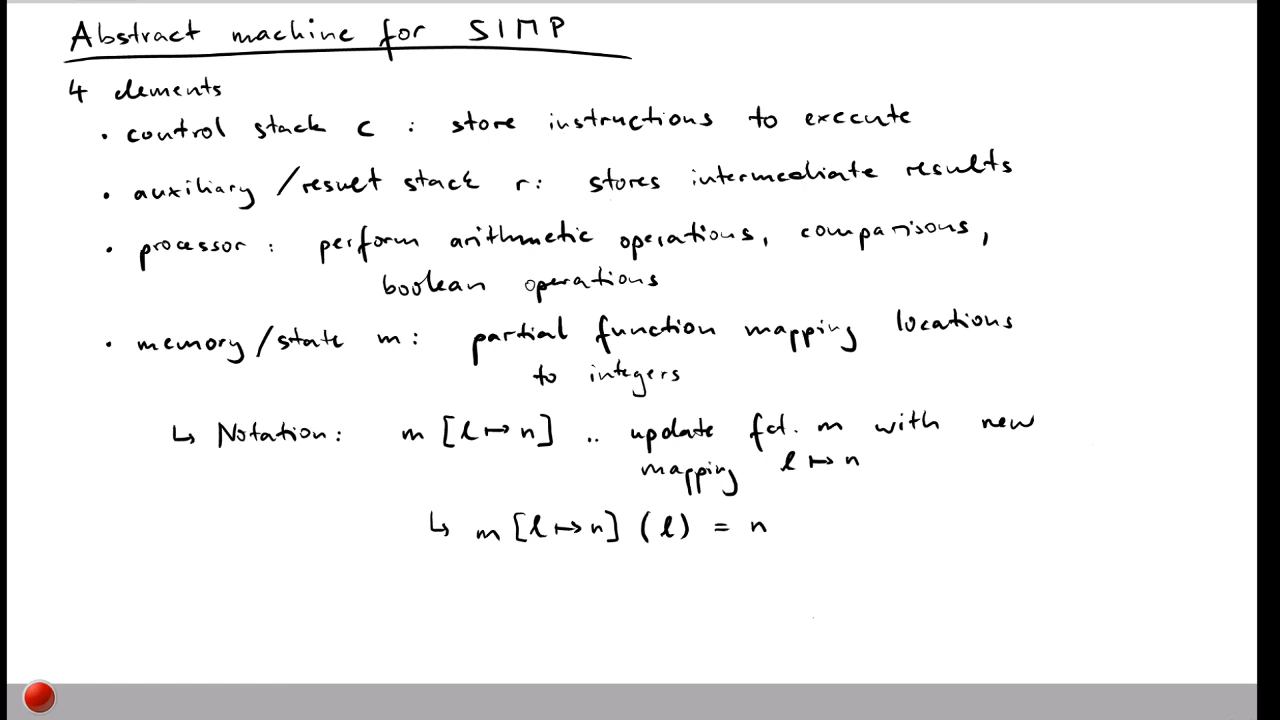 Abstract machine for SIMP
4 elements
• control stack c : store instructions to execute
• auxiliary / result stack r: stores intermediate results
• processor : perform arithmetic operations, comparisons,
boolean operations
• memory / state m : partial function mapping locations
to integers
↳ Notation: m [l ↦ n] .. update fct. m with new
mapping l ↦ n
↳ m [l ↦ n] (l) = n